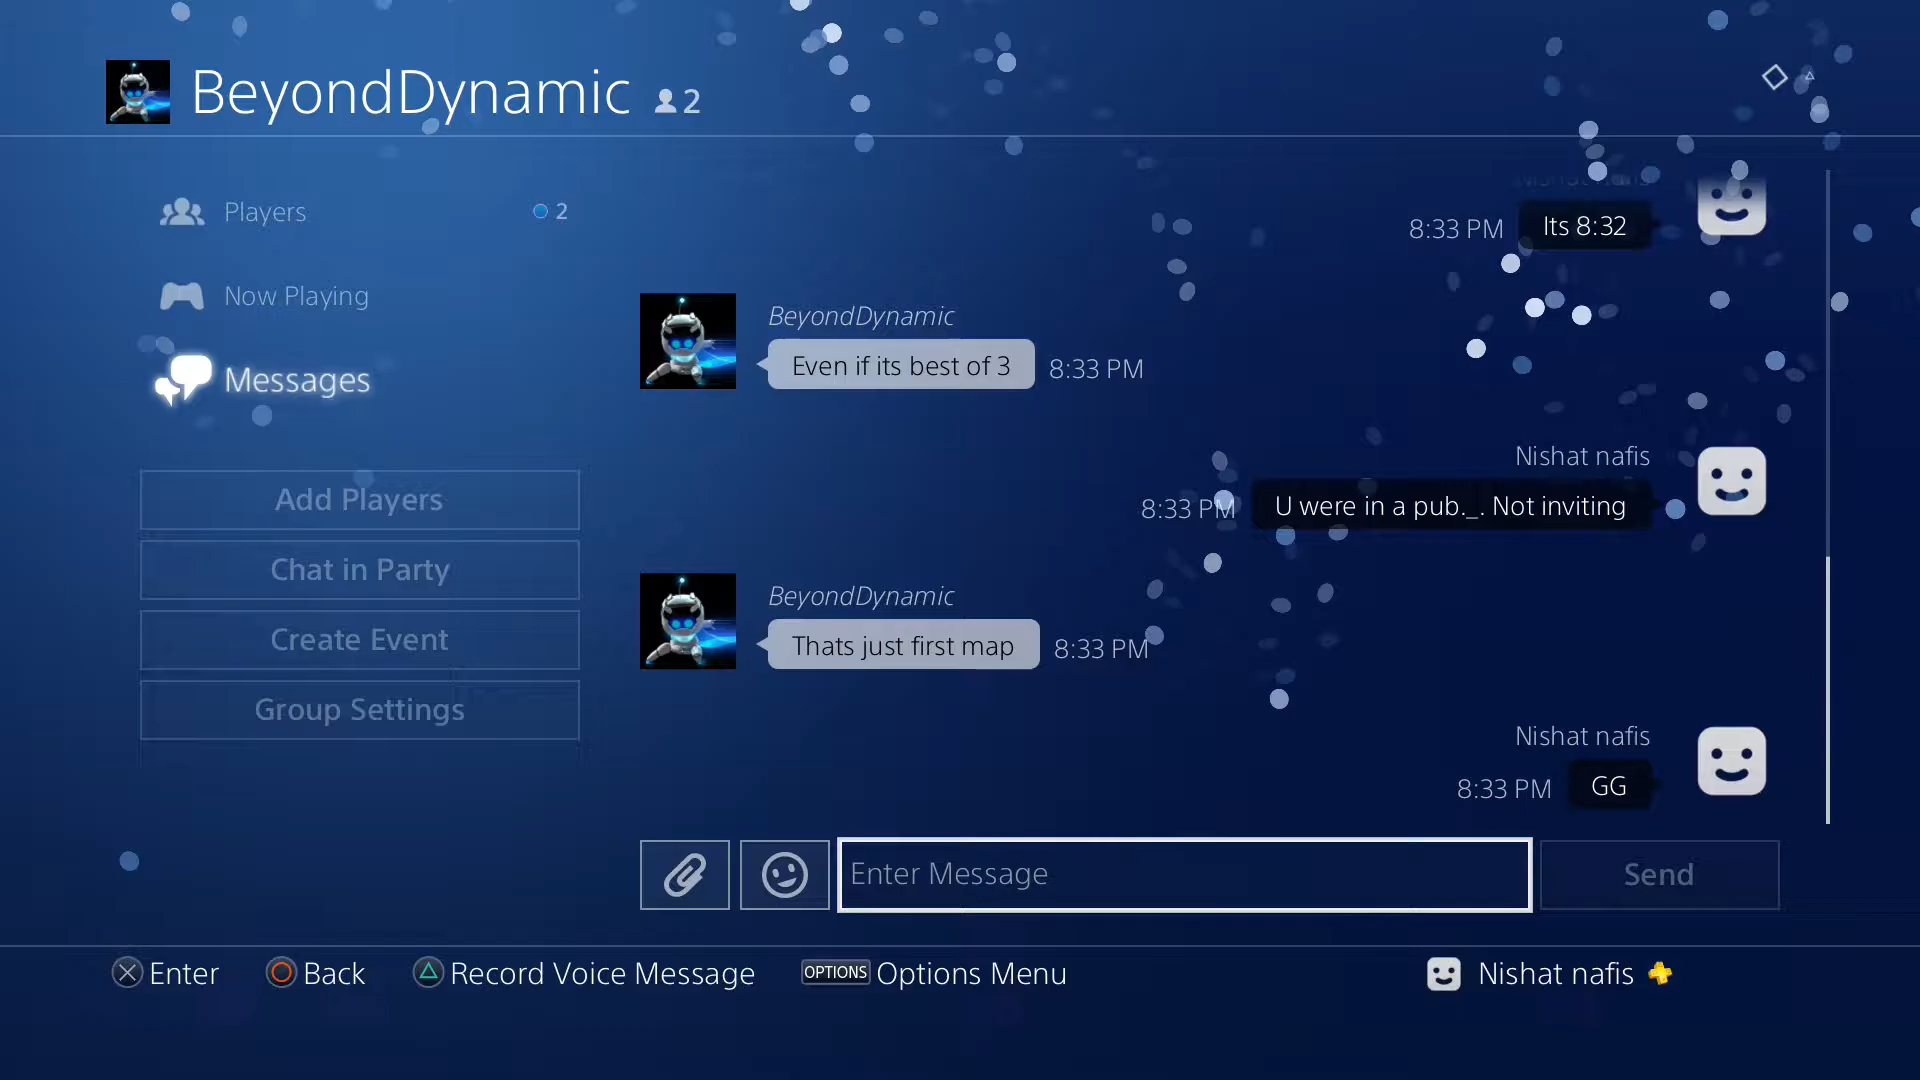 BeyondDynamic 2
Players 2
Now Playing
Messages
Add Players
Chat in Party
Create Event
Group Settings
Nishat nafis
8:33 PM Its 8:32
BeyondDynamic
Even if its best of 3 8:33 PM
Nishat nafis
8:33 PM U were in a pub._. Not inviting
BeyondDynamic
Thats just first map 8:33 PM
Nishat nafis
8:33 PM GG
Enter Message Send
Enter Back Record Voice Message OPTIONS Options Menu Nishat nafis